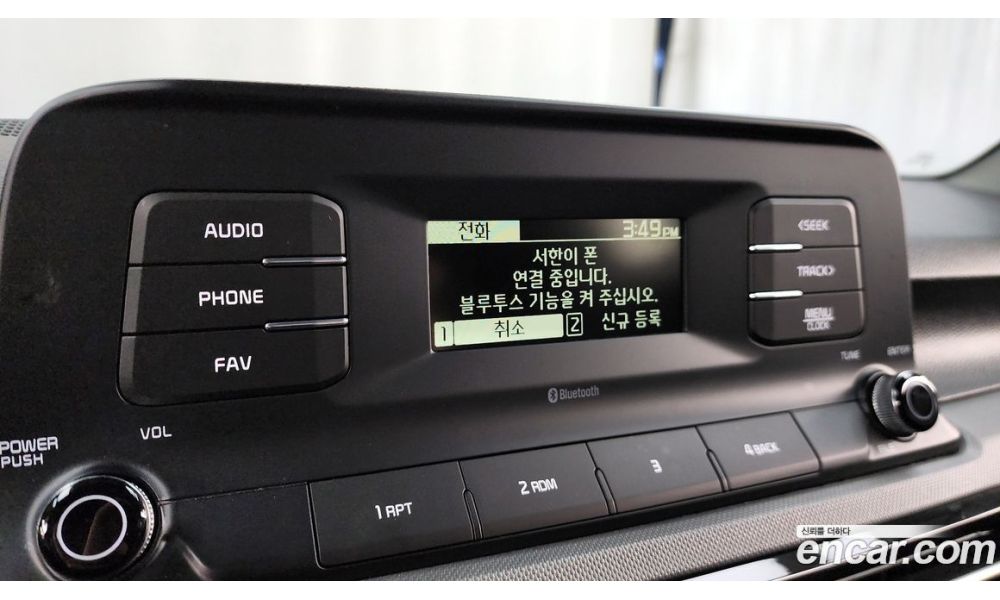 AUDIO
PHONE
FAV
전화 3:49 PM
서한이 폰
연결 중입니다.
블루투스 기능을 켜 주십시오.
1 취소 2 신규 등록
<SEEK
TRACK>
MENU
CLOCK
TUNE
ENTER
Bluetooth
POWER
PUSH
VOL
1 RPT
2 RDM
3
4 BACK
신뢰를 더하다
encar.com